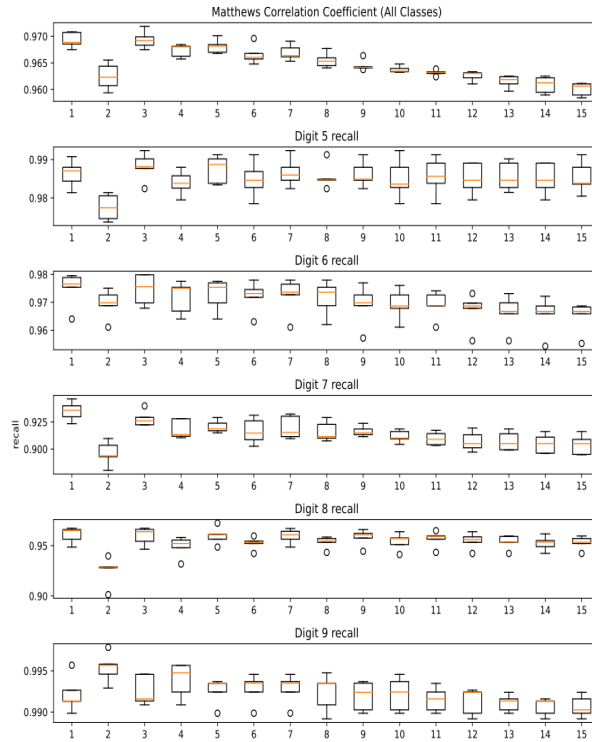 Matthews Correlation Coefficient (All Classes)
0.970
0.965
0.960
1 2 3 4 5 6 7 8 9 10 11 12 13 14 15
Digit 5 recall
0.99
0.98
1 2 3 4 5 6 7 8 9 10 11 12 13 14 15
Digit 6 recall
0.98
0.97
0.96
1 2 3 4 5 6 7 8 9 10 11 12 13 14 15
Digit 7 recall
recall
0.925
0.900
1 2 3 4 5 6 7 8 9 10 11 12 13 14 15
Digit 8 recall
0.95
0.90
1 2 3 4 5 6 7 8 9 10 11 12 13 14 15
Digit 9 recall
0.995
0.990
1 2 3 4 5 6 7 8 9 10 11 12 13 14 15